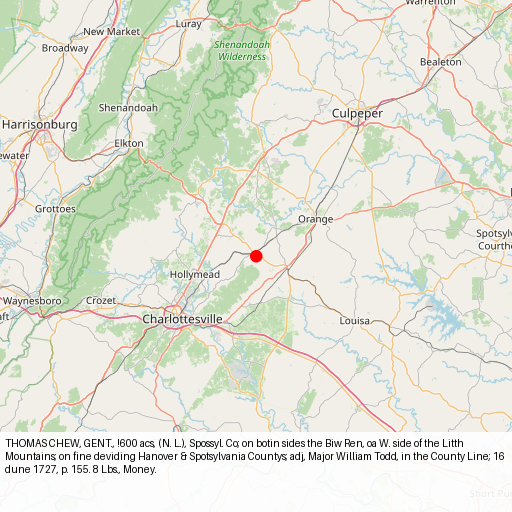 Warrenton
Luray
New Market
Broadway
Shenandoah
Wilderness
Bealeton
Shenandoah
Culpeper
Harrisonburg
Elkton
ewater
Grottoes
Orange
Spotsylv
Courtho
Hollymead
Waynesboro
Crozet
aft
Charlottesville
Louisa
THOMAS CHEW, GENT., !600 acs, (N. L.), Spossyl. Co; on botin sides the Biw Ren, oa W. side of the Litth
Mountains; on fine deviding Hanover & Spotsylvania Countys; adj, Major William Todd, in the County Line; 16
dune 1727, p. 155. 8 Lbs, Money.
Short Pu